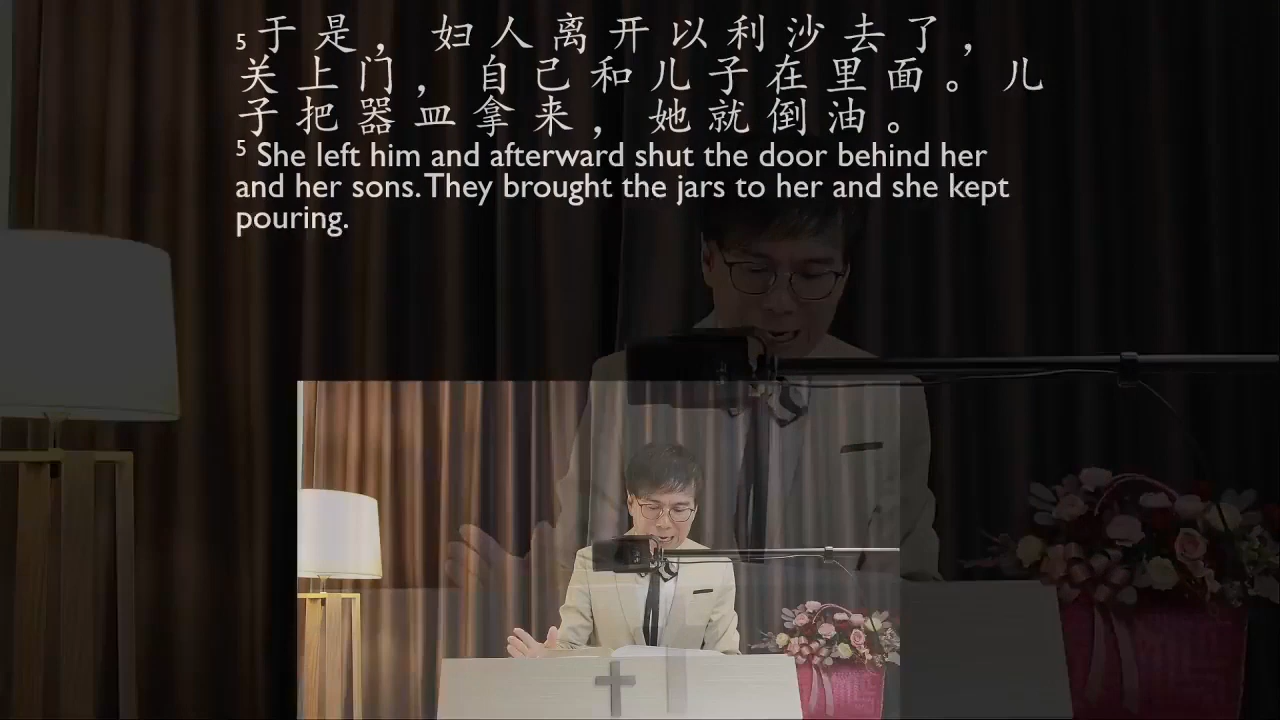 5 于是，妇人离开以利沙去了，
关上门，自己和儿子在里面。儿
子把器皿拿来，她就倒油。
5 She left him and afterward shut the door behind her
and her sons. They brought the jars to her and she kept
pouring.